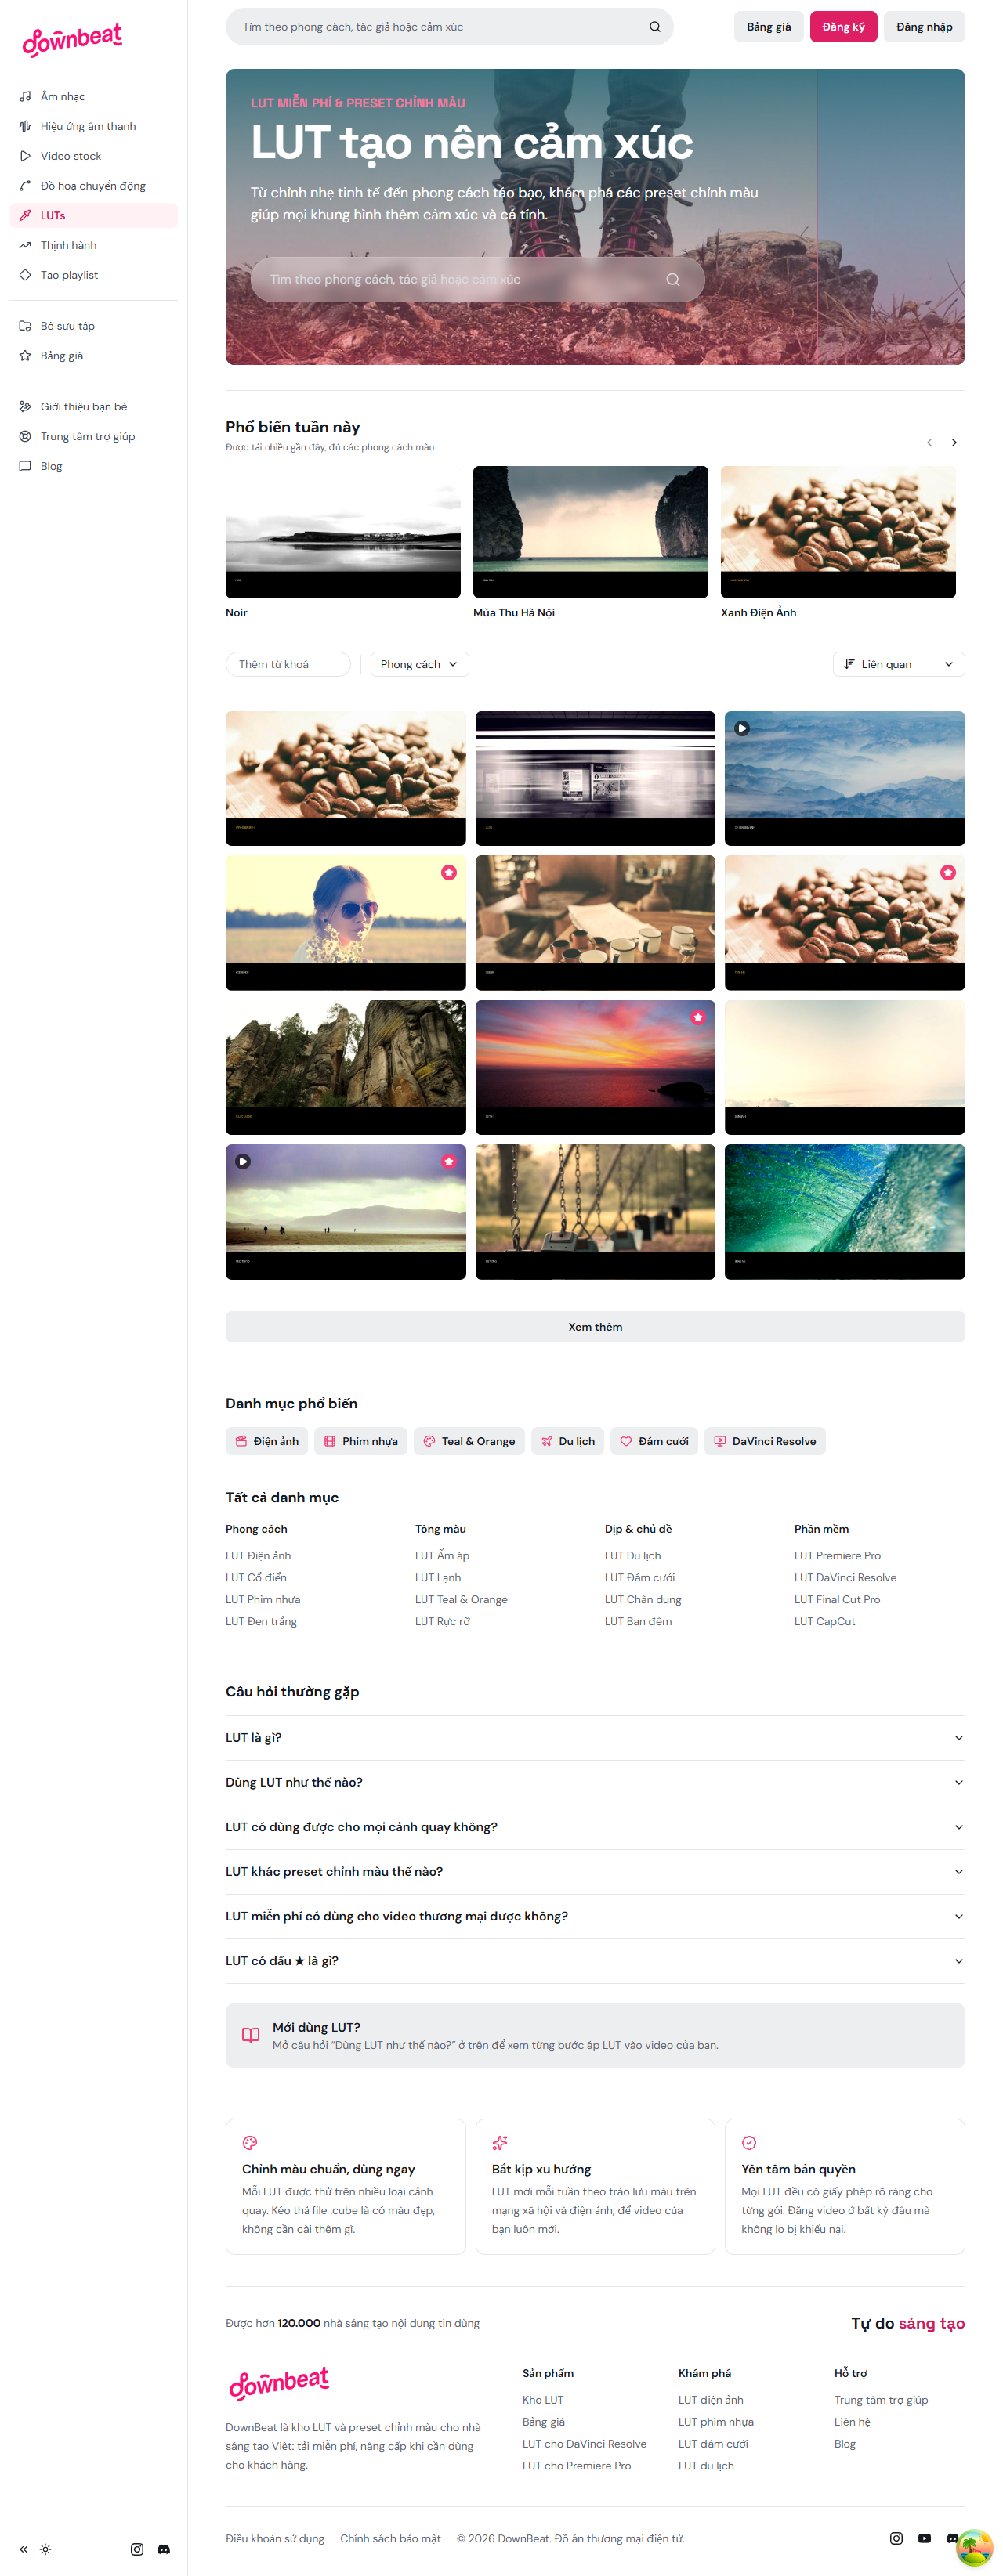 downbeat
Âm nhạc
Hiệu ứng âm thanh
Video stock
Đồ hoạ chuyển động
LUTs
Thịnh hành
Tạo playlist
Bộ sưu tập
Bảng giá
Giới thiệu bạn bè
Trung tâm trợ giúp
Blog
Tìm theo phong cách, tác giả hoặc cảm xúc
Bảng giá
Đăng ký
Đăng nhập
LUT MIỄN PHÍ & PRESET CHỈNH MÀU
LUT tạo nên cảm xúc
Từ chỉnh nhẹ tinh tế đến phong cách táo bạo, khám phá các preset chỉnh màu
giúp mọi khung hình thêm cảm xúc và cá tính.
Tìm theo phong cách, tác giả hoặc cảm xúc
Phổ biến tuần này
Được tải nhiều gần đây, đủ các phong cách màu
Noir
Mùa Thu Hà Nội
Xanh Điện Ảnh
Thêm từ khoá
Phong cách
Liên quan
Xem thêm
Danh mục phổ biến
Điện ảnh
Phim nhựa
Teal & Orange
Du lịch
Đám cưới
DaVinci Resolve
Tất cả danh mục
Phong cách
LUT Điện ảnh
LUT Cổ điển
LUT Phim nhựa
LUT Đen trắng
Tông màu
LUT Ấm áp
LUT Lạnh
LUT Teal & Orange
LUT Rực rỡ
Dịp & chủ đề
LUT Du lịch
LUT Đám cưới
LUT Chân dung
LUT Ban đêm
Phần mềm
LUT Premiere Pro
LUT DaVinci Resolve
LUT Final Cut Pro
LUT CapCut
Câu hỏi thường gặp
LUT là gì?
Dùng LUT như thế nào?
LUT có dùng được cho mọi cảnh quay không?
LUT khác preset chỉnh màu thế nào?
LUT miễn phí có dùng cho video thương mại được không?
LUT có dấu ★ là gì?
Mới dùng LUT?
Mở câu hỏi “Dùng LUT như thế nào?” ở trên để xem từng bước áp LUT vào video của bạn.
Chỉnh màu chuẩn, dùng ngay
Mỗi LUT được thử trên nhiều loại cảnh
quay. Kéo thả file .cube là có màu đẹp,
không cần cài thêm gì.
Bắt kịp xu hướng
LUT mới mỗi tuần theo trào lưu màu trên
mạng xã hội và điện ảnh, để video của
bạn luôn mới.
Yên tâm bản quyền
Mọi LUT đều có giấy phép rõ ràng cho
từng gói. Đăng video ở bất kỳ đâu mà
không lo bị khiếu nại.
Được hơn 120.000 nhà sáng tạo nội dung tin dùng
Tự do sáng tạo
downbeat
DownBeat là kho LUT và preset chỉnh màu cho nhà
sáng tạo Việt: tải miễn phí, nâng cấp khi cần dùng
cho khách hàng.
Sản phẩm
Kho LUT
Bảng giá
LUT cho DaVinci Resolve
LUT cho Premiere Pro
Khám phá
LUT điện ảnh
LUT phim nhựa
LUT đám cưới
LUT du lịch
Hỗ trợ
Trung tâm trợ giúp
Liên hệ
Blog
Điều khoản sử dụng
Chính sách bảo mật
© 2026 DownBeat. Đồ án thương mại điện tử.